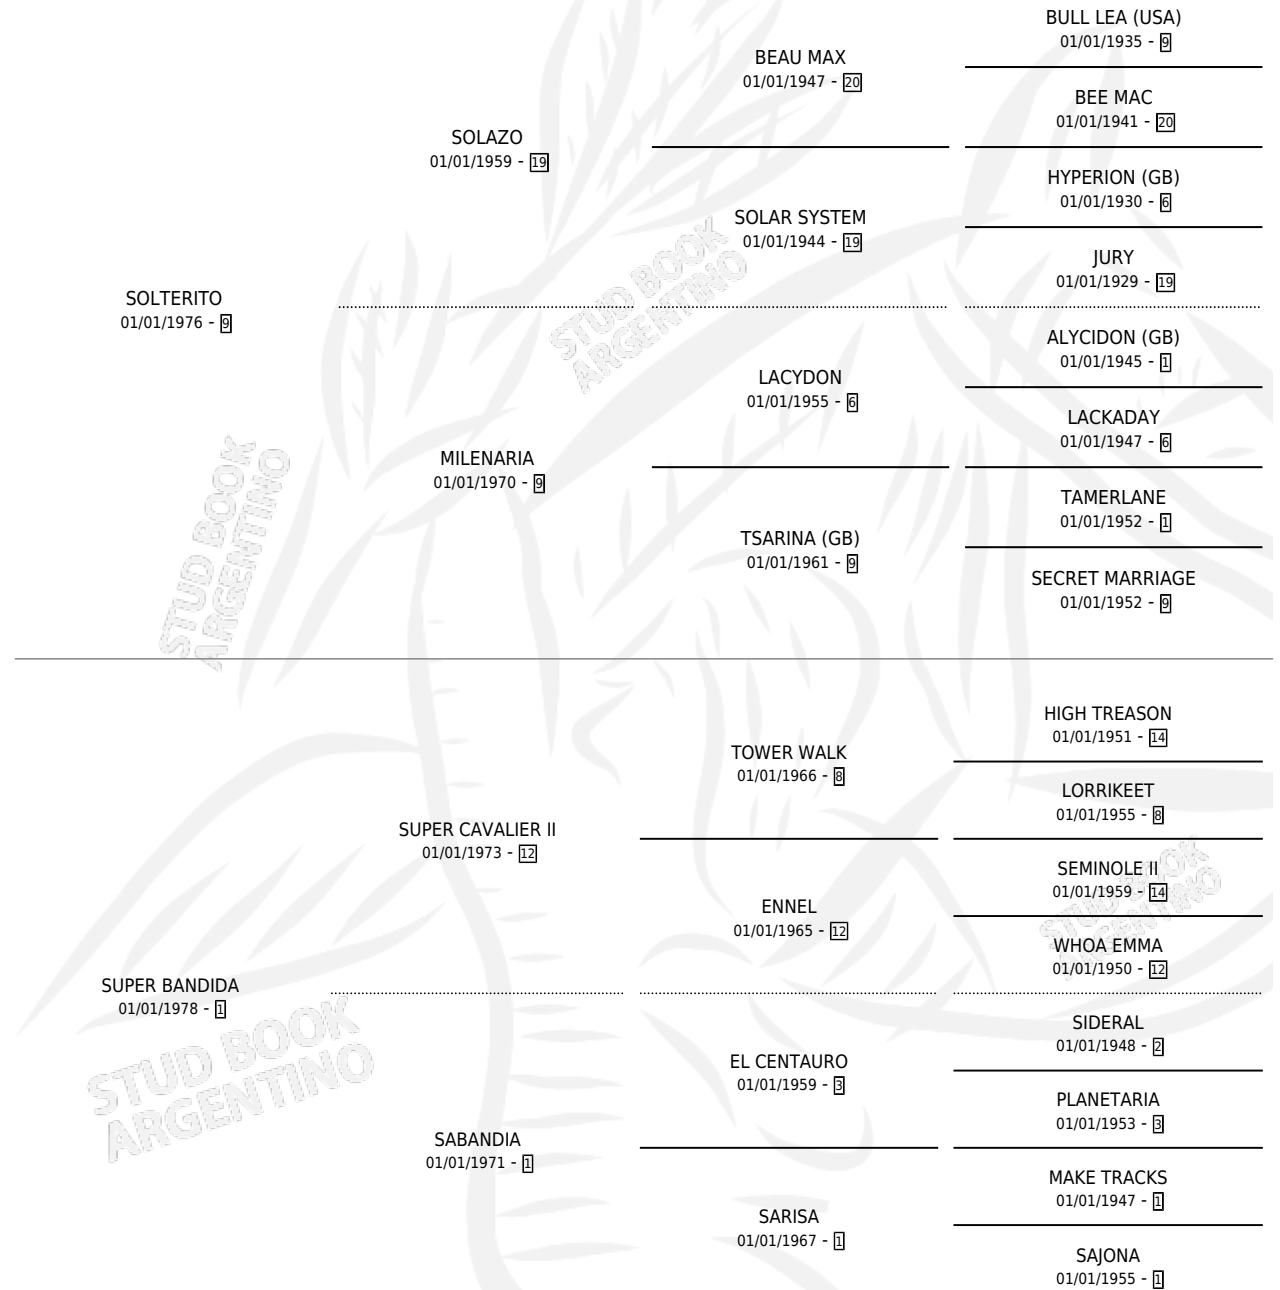 BULL LEA (USA)
01/01/1935 - 9
BEAU MAX
01/01/1947 - 20
BEE MAC
01/01/1941 - 20
SOLAZO
01/01/1959 - 19
HYPERION (GB)
01/01/1930 - 6
SOLAR SYSTEM
01/01/1944 - 19
JURY
01/01/1929 - 19
SOLTERITO
01/01/1976 - 9
ALYCIDON (GB)
01/01/1945 - 1
LACYDON
01/01/1955 - 6
LACKADAY
01/01/1947 - 6
MILENARIA
01/01/1970 - 9
TAMERLANE
01/01/1952 - 1
TSARINA (GB)
01/01/1961 - 9
SECRET MARRIAGE
01/01/1952 - 9
STUD BOOK
ARGENTINO
STUD BOOK
ARGENTINO
HIGH TREASON
01/01/1951 - 14
TOWER WALK
01/01/1966 - 8
LORRIKEET
01/01/1955 - 8
SUPER CAVALIER II
01/01/1973 - 12
SEMINOLE II
01/01/1959 - 14
ENNEL
01/01/1965 - 12
WHOA EMMA
01/01/1950 - 12
STUD BOOK
ARGENTINO
SUPER BANDIDA
01/01/1978 - 1
SIDERAL
01/01/1948 - 2
EL CENTAURO
01/01/1959 - 3
PLANETARIA
01/01/1953 - 3
STUD BOOK
ARGENTINO
SABANDIA
01/01/1971 - 1
MAKE TRACKS
01/01/1947 - 1
SARISA
01/01/1967 - 1
SAJONA
01/01/1955 - 1